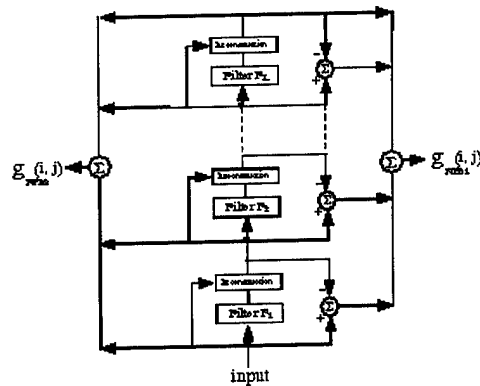 Reconstruction
Filter F_L
−
Σ
+
g (i, j)
Σ
Σ
g (i, j)
Reconstruction
Filter F_2
−
Σ
+
Reconstruction
Filter F_1
−
Σ
+
input